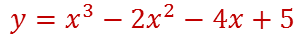 y = x³ − 2x² − 4x + 5